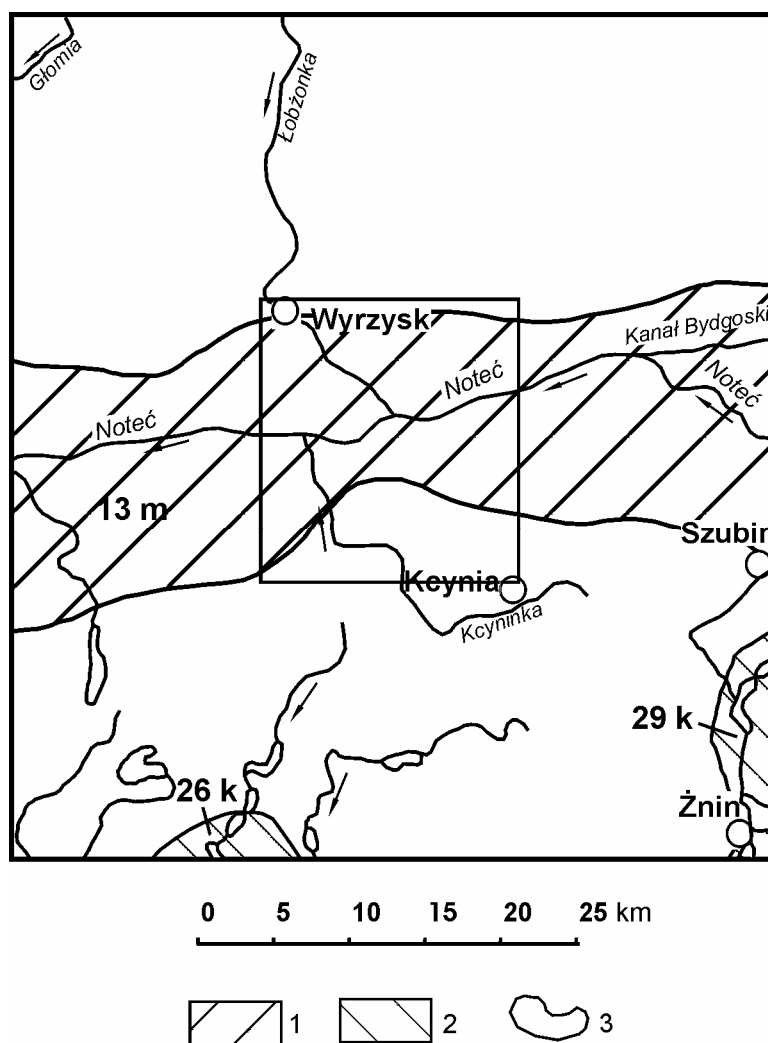 Głomia
Łobżonka
Wyrzysk
Kanał Bydgoski
Noteć
Noteć
Noteć
13 m
Szubin
Kcynia
Kcyninka
29 k
26 k
Żnin
0 5 10 15 20 25 km
1 2 3